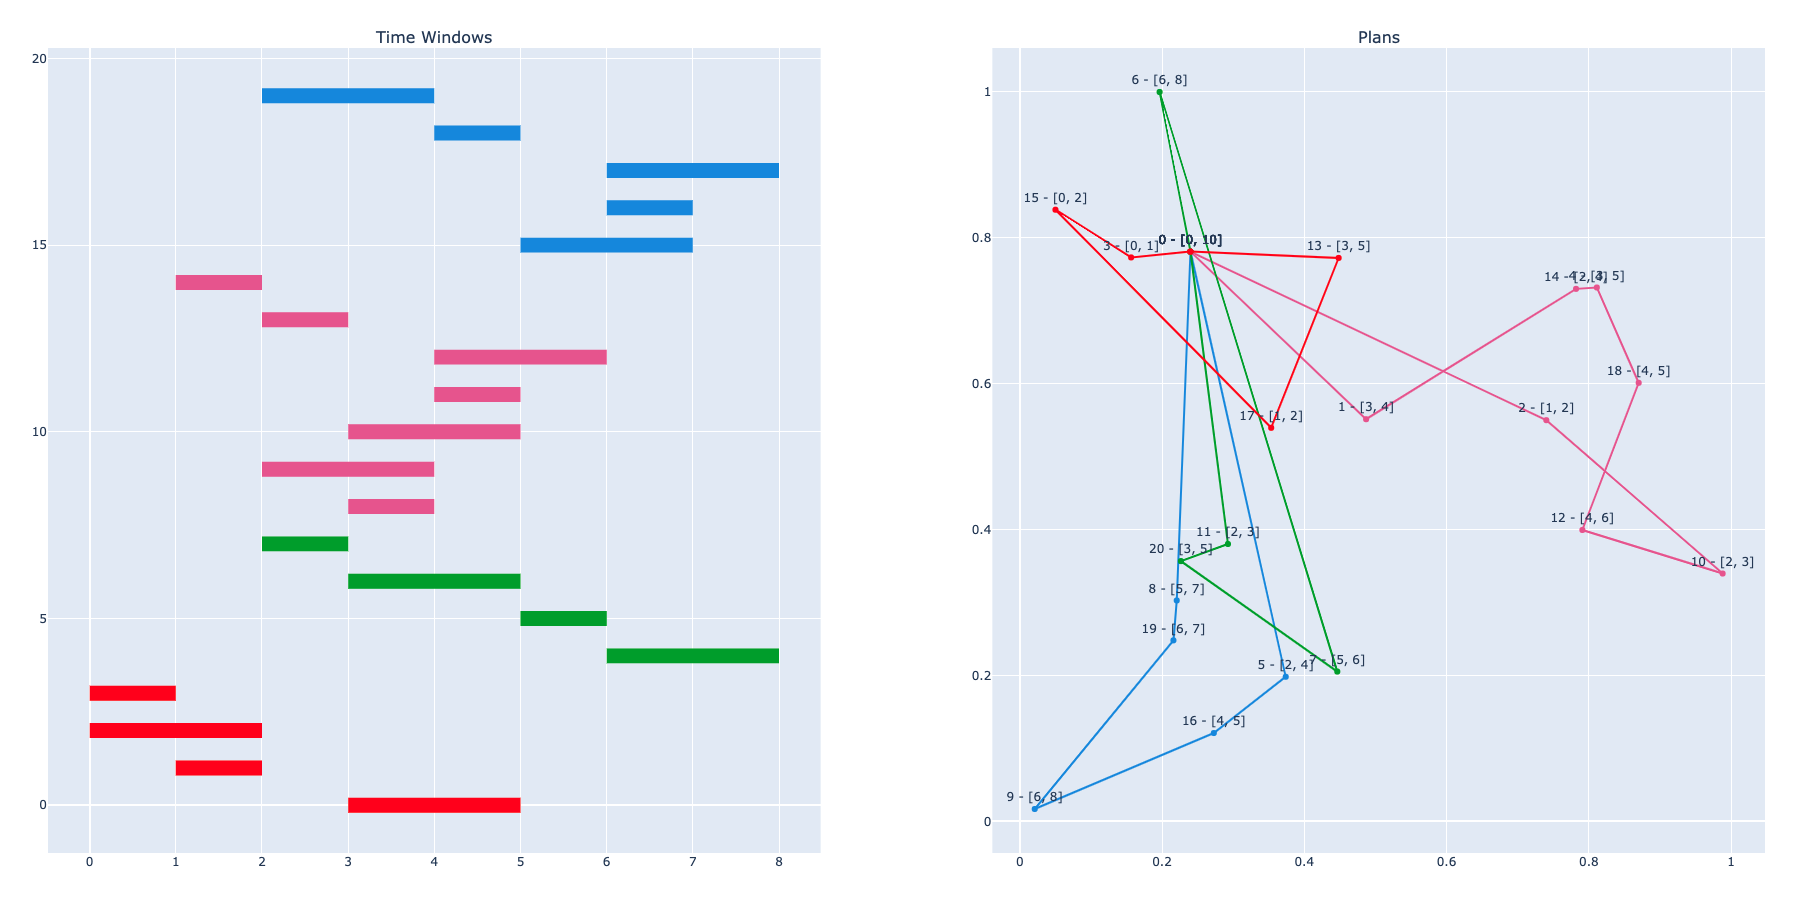 Time Windows
20
15
10
5
0
0 1 2 3 4 5 6 7 8
Plans
1
0.8
0.6
0.4
0.2
0
0 0.2 0.4 0.6 0.8 1
6 - [6, 8]
15 - [0, 2]
3 - [0, 1]
0 - [0, 10]
13 - [3, 5]
14 - [2, 4]
4 - [3, 5]
18 - [4, 5]
17 - [1, 2]
1 - [3, 4]
2 - [1, 2]
12 - [4, 6]
11 - [2, 3]
20 - [3, 5]
10 - [2, 3]
8 - [5, 7]
19 - [6, 7]
5 - [2, 4]
7 - [5, 6]
16 - [4, 5]
9 - [6, 8]